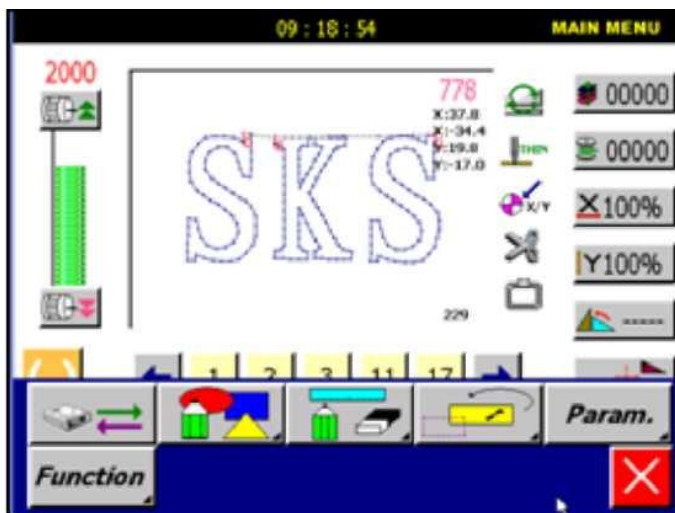 09 : 18 : 54
MAIN MENU
2000
778
X:37.8
X:-34.4
Y:19.8
Y:-17.0
SKS
THIN
X/Y
229
00000
00000
X100%
Y100%
-----
1 2 3 11 17
Param.
Function